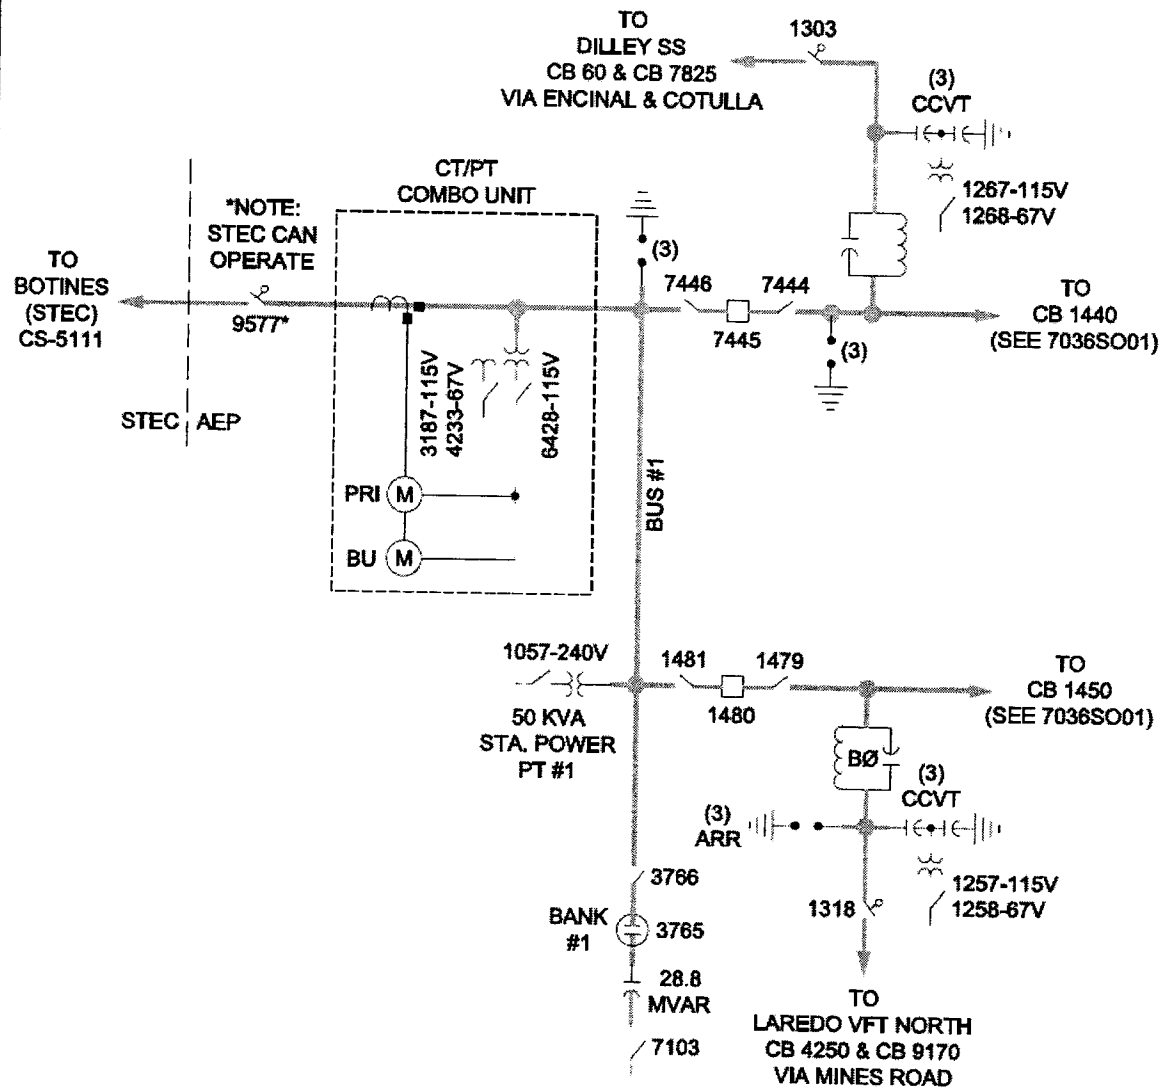 TO
DILLEY SS
CB 60 & CB 7825
VIA ENCINAL & COTULLA
1303
(3)
CCVT
1267-115V
1268-67V
CT/PT
COMBO UNIT
*NOTE:
STEC CAN
OPERATE
TO
BOTINES
(STEC)
CS-5111
9577*
STEC
AEP
3187-115V
4233-67V
6428-115V
PRI
M
BU
M
(3)
7446
7444
7445
(3)
TO
CB 1440
(SEE 7036SO01)
BUS #1
1057-240V
50 KVA
STA. POWER
PT #1
1481
1479
1480
TO
CB 1450
(SEE 7036SO01)
BØ
(3)
CCVT
(3)
ARR
1257-115V
1258-67V
1318
3766
BANK
#1
3765
28.8
MVAR
7103
TO
LAREDO VFT NORTH
CB 4250 & CB 9170
VIA MINES ROAD